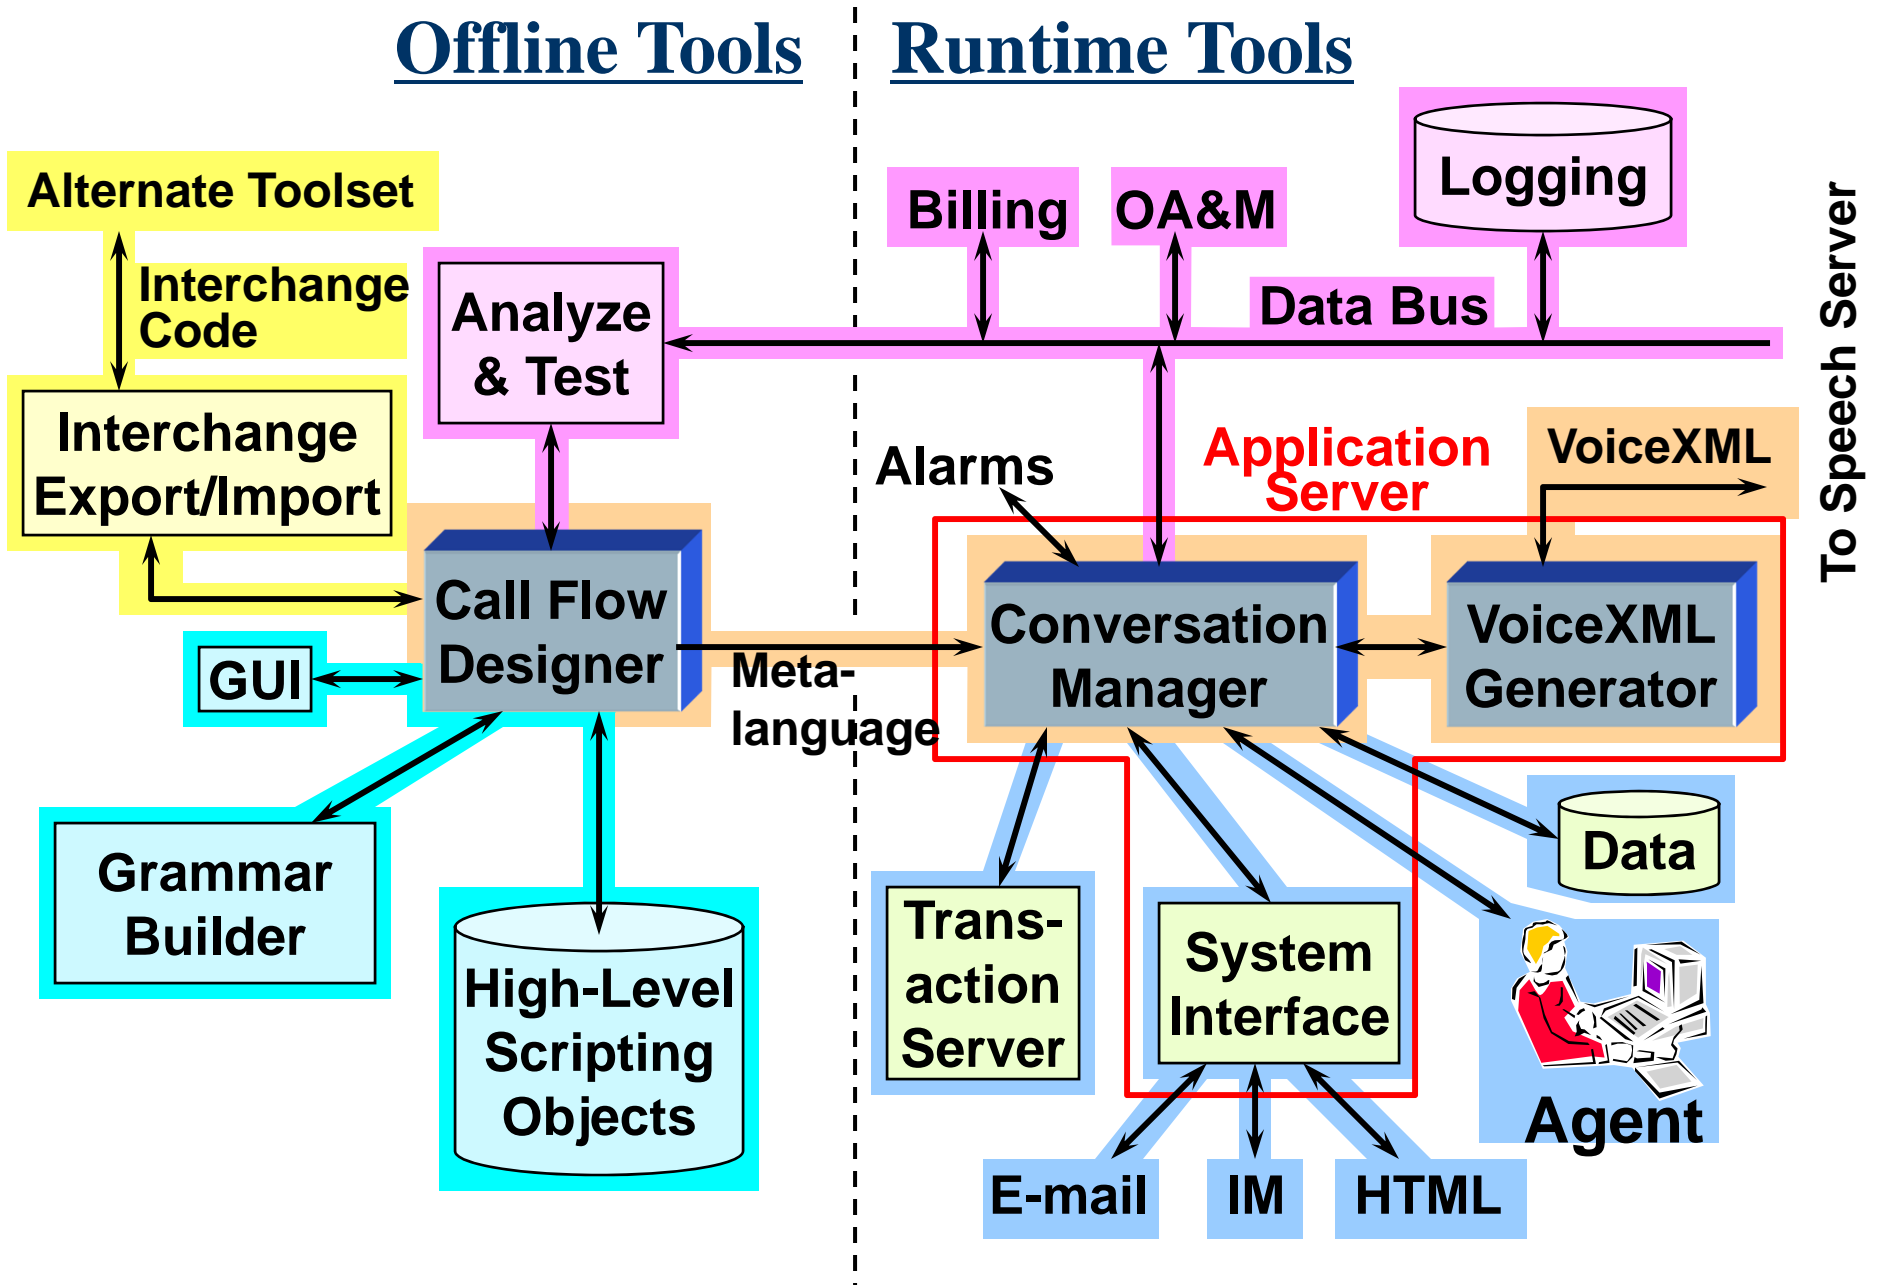 Offline Tools
Runtime Tools
Alternate Toolset
Interchange
Code
Interchange
Export/Import
Analyze
& Test
Call Flow
Designer
GUI
Grammar
Builder
High-Level
Scripting
Objects
Meta-
language
Billing
OA&M
Logging
Data Bus
To Speech Server
Alarms
Application
Server
VoiceXML
Conversation
Manager
VoiceXML
Generator
Trans-
action
Server
System
Interface
Data
Agent
E-mail
IM
HTML